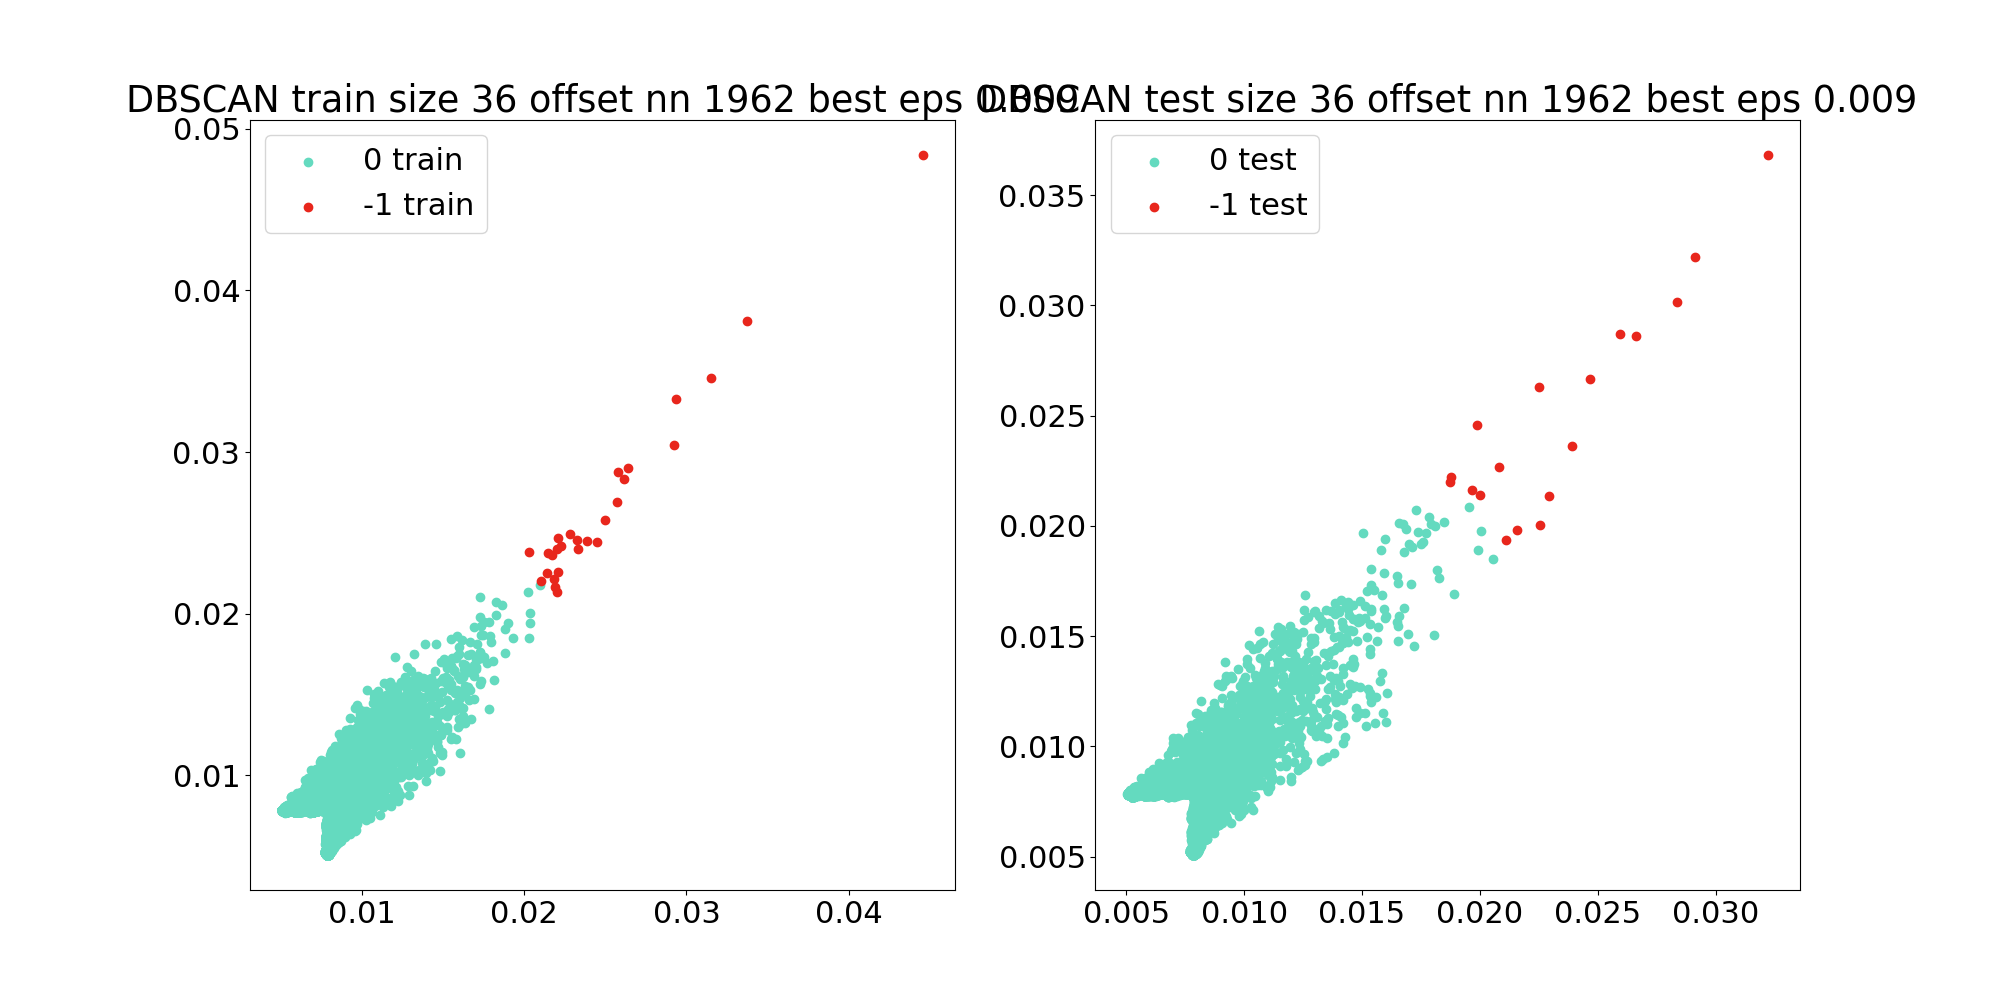 DBSCAN train size 36 offset nn 1962 best eps 0.009
DBSCAN test size 36 offset nn 1962 best eps 0.009
0 train
-1 train
0.05
0.04
0.03
0.02
0.01
0.01 0.02 0.03 0.04
0 test
-1 test
0.035
0.030
0.025
0.020
0.015
0.010
0.005
0.005 0.010 0.015 0.020 0.025 0.030